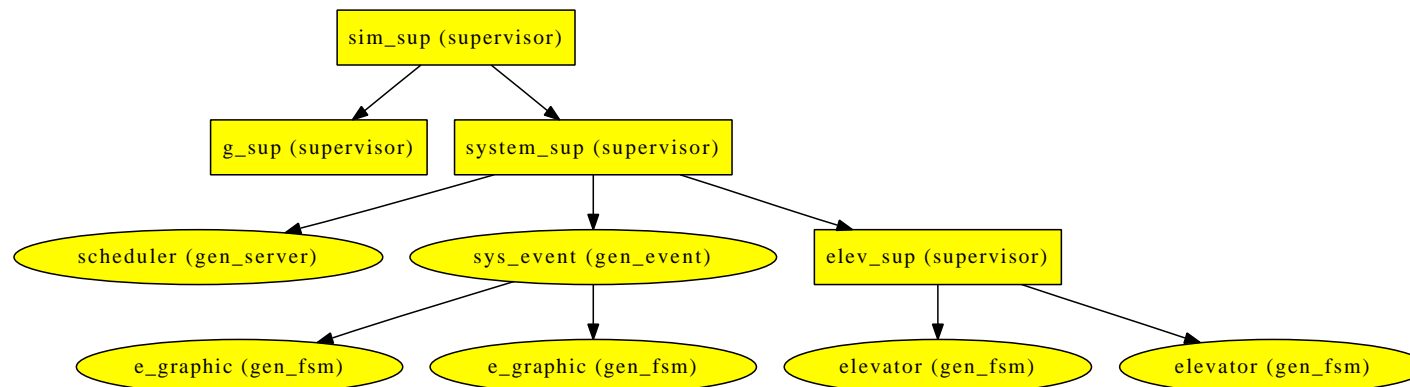 sim_sup (supervisor)
g_sup (supervisor)
system_sup (supervisor)
scheduler (gen_server)
sys_event (gen_event)
elev_sup (supervisor)
e_graphic (gen_fsm)
e_graphic (gen_fsm)
elevator (gen_fsm)
elevator (gen_fsm)